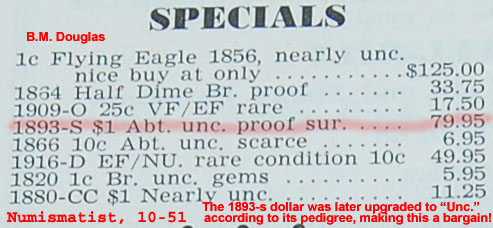 SPECIALS
B.M. Douglas
1c Flying Eagle 1856, nearly unc.
nice buy at only ........... $125.00
1864 Half Dime Br. proof ....... 33.75
1909-O 25c VF/EF rare ......... 17.50
1893-S $1 Abt. unc. proof sur. ..... 79.95
1866 10c Abt. unc. scarce ....... 6.95
1916-D EF/NU. rare condition 10c 49.95
1820 1c Br. unc. gems .......... 5.95
1880-CC $1 Nearly unc. .......... 11.25
Numismatist, 10-51
The 1893-s dollar was later upgraded to “Unc.”
according to its pedigree, making this a bargain!